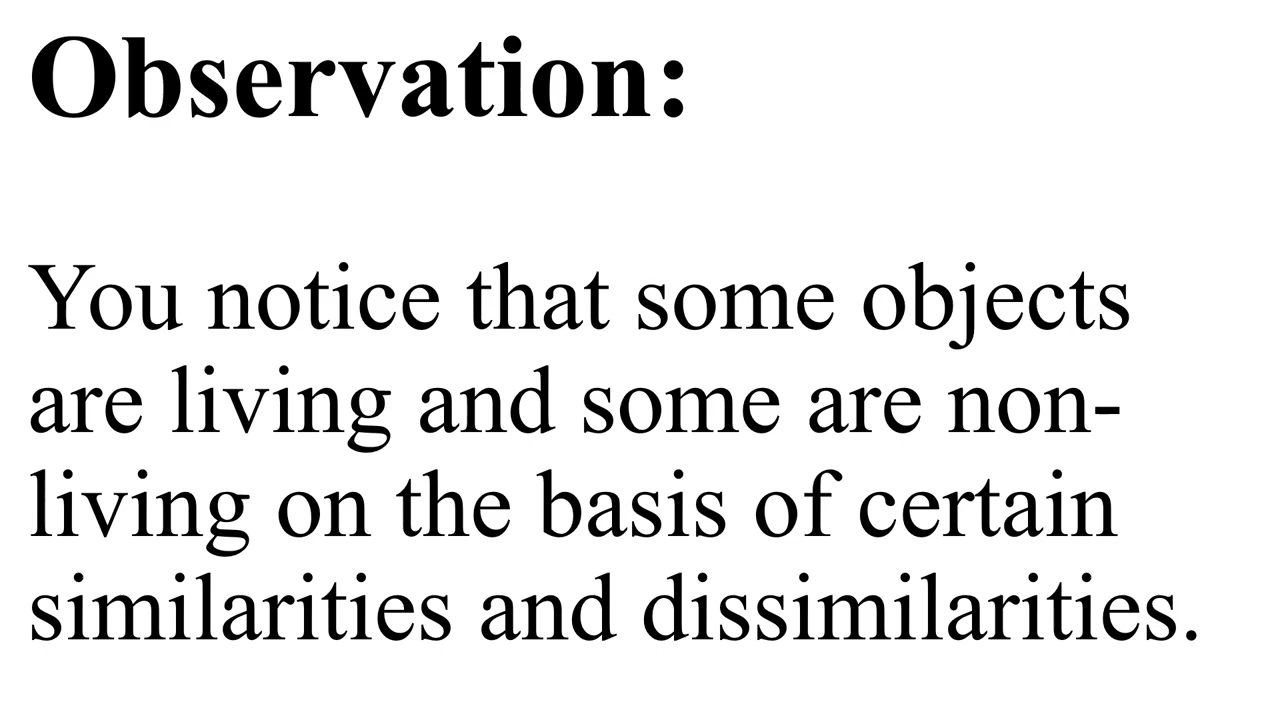 Observation:
You notice that some objects
are living and some are non-
living on the basis of certain
similarities and dissimilarities.